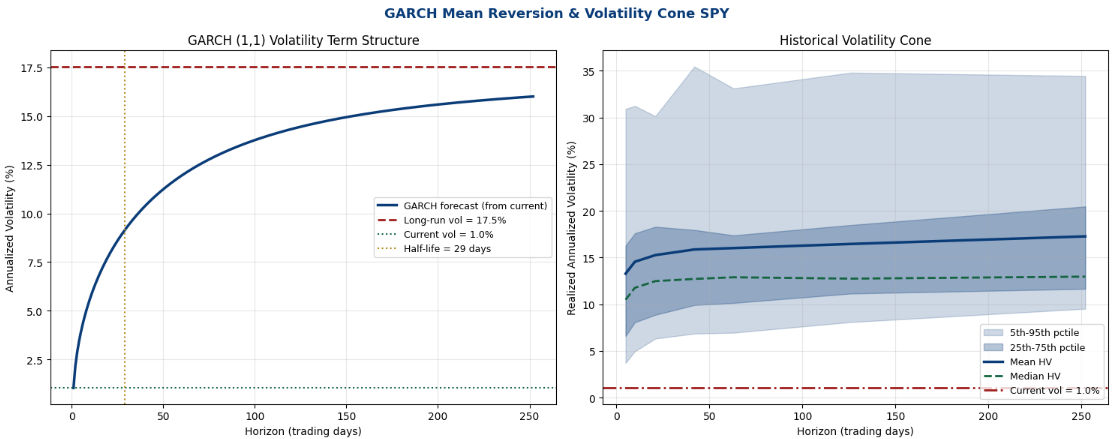 GARCH Mean Reversion & Volatility Cone SPY
GARCH (1,1) Volatility Term Structure
Annualized Volatility (%)
17.5
15.0
12.5
10.0
7.5
5.0
2.5
GARCH forecast (from current)
Long-run vol = 17.5%
Current vol = 1.0%
Half-life = 29 days
0 50 100 150 200 250
Horizon (trading days)
Historical Volatility Cone
Realized Annualized Volatility (%)
35
30
25
20
15
10
5
0
5th-95th pctile
25th-75th pctile
Mean HV
Median HV
Current vol = 1.0%
0 50 100 150 200 250
Horizon (trading days)